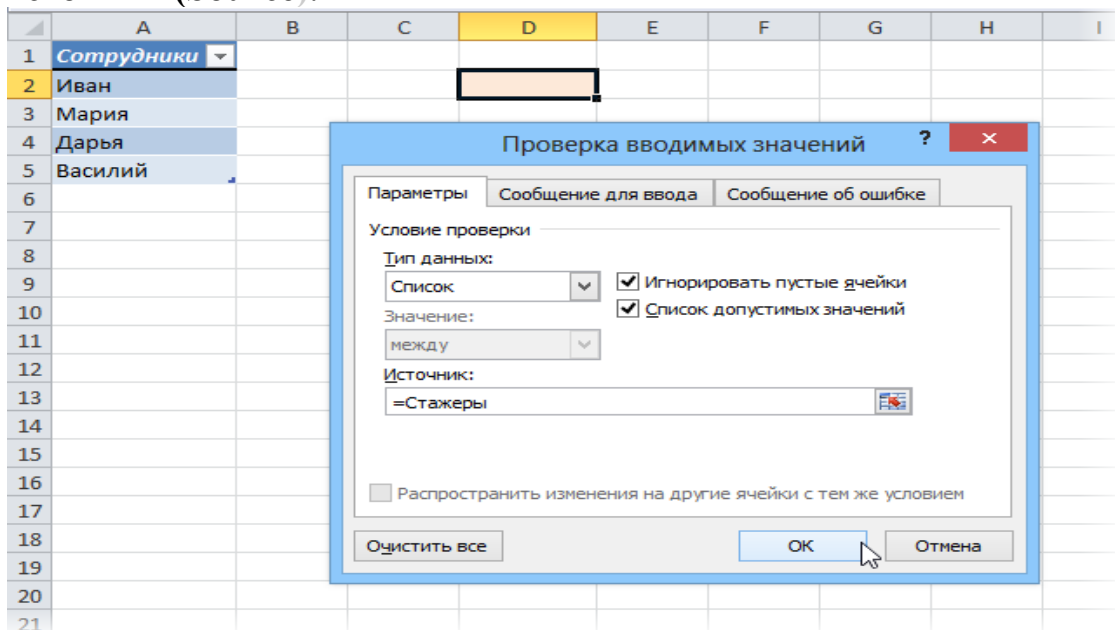 A B C D E F G H I
1 Сотрудники
2 Иван
3 Мария
4 Дарья
5 Василий
6
7
8
9
10
11
12
13
14
15
16
17
18
19
20
21
Проверка вводимых значений ? ×
Параметры Сообщение для ввода Сообщение об ошибке
Условие проверки
Тип данных:
Список
Игнорировать пустые ячейки
Значение:
Список допустимых значений
между
Источник:
=Стажеры
Распространить изменения на другие ячейки с тем же условием
Очистить все ОК Отмена